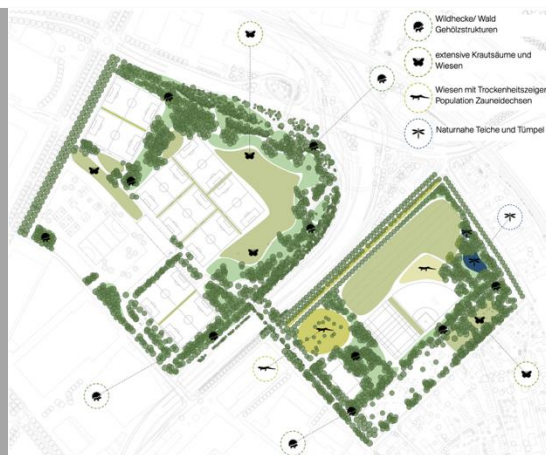 Wildhecke/ Wald
Gehölzstrukturen
extensive Krautsäume und
Wiesen
Wiesen mit Trockenheitszeiger
Population Zauneidechsen
Naturnahe Teiche und Tümpel